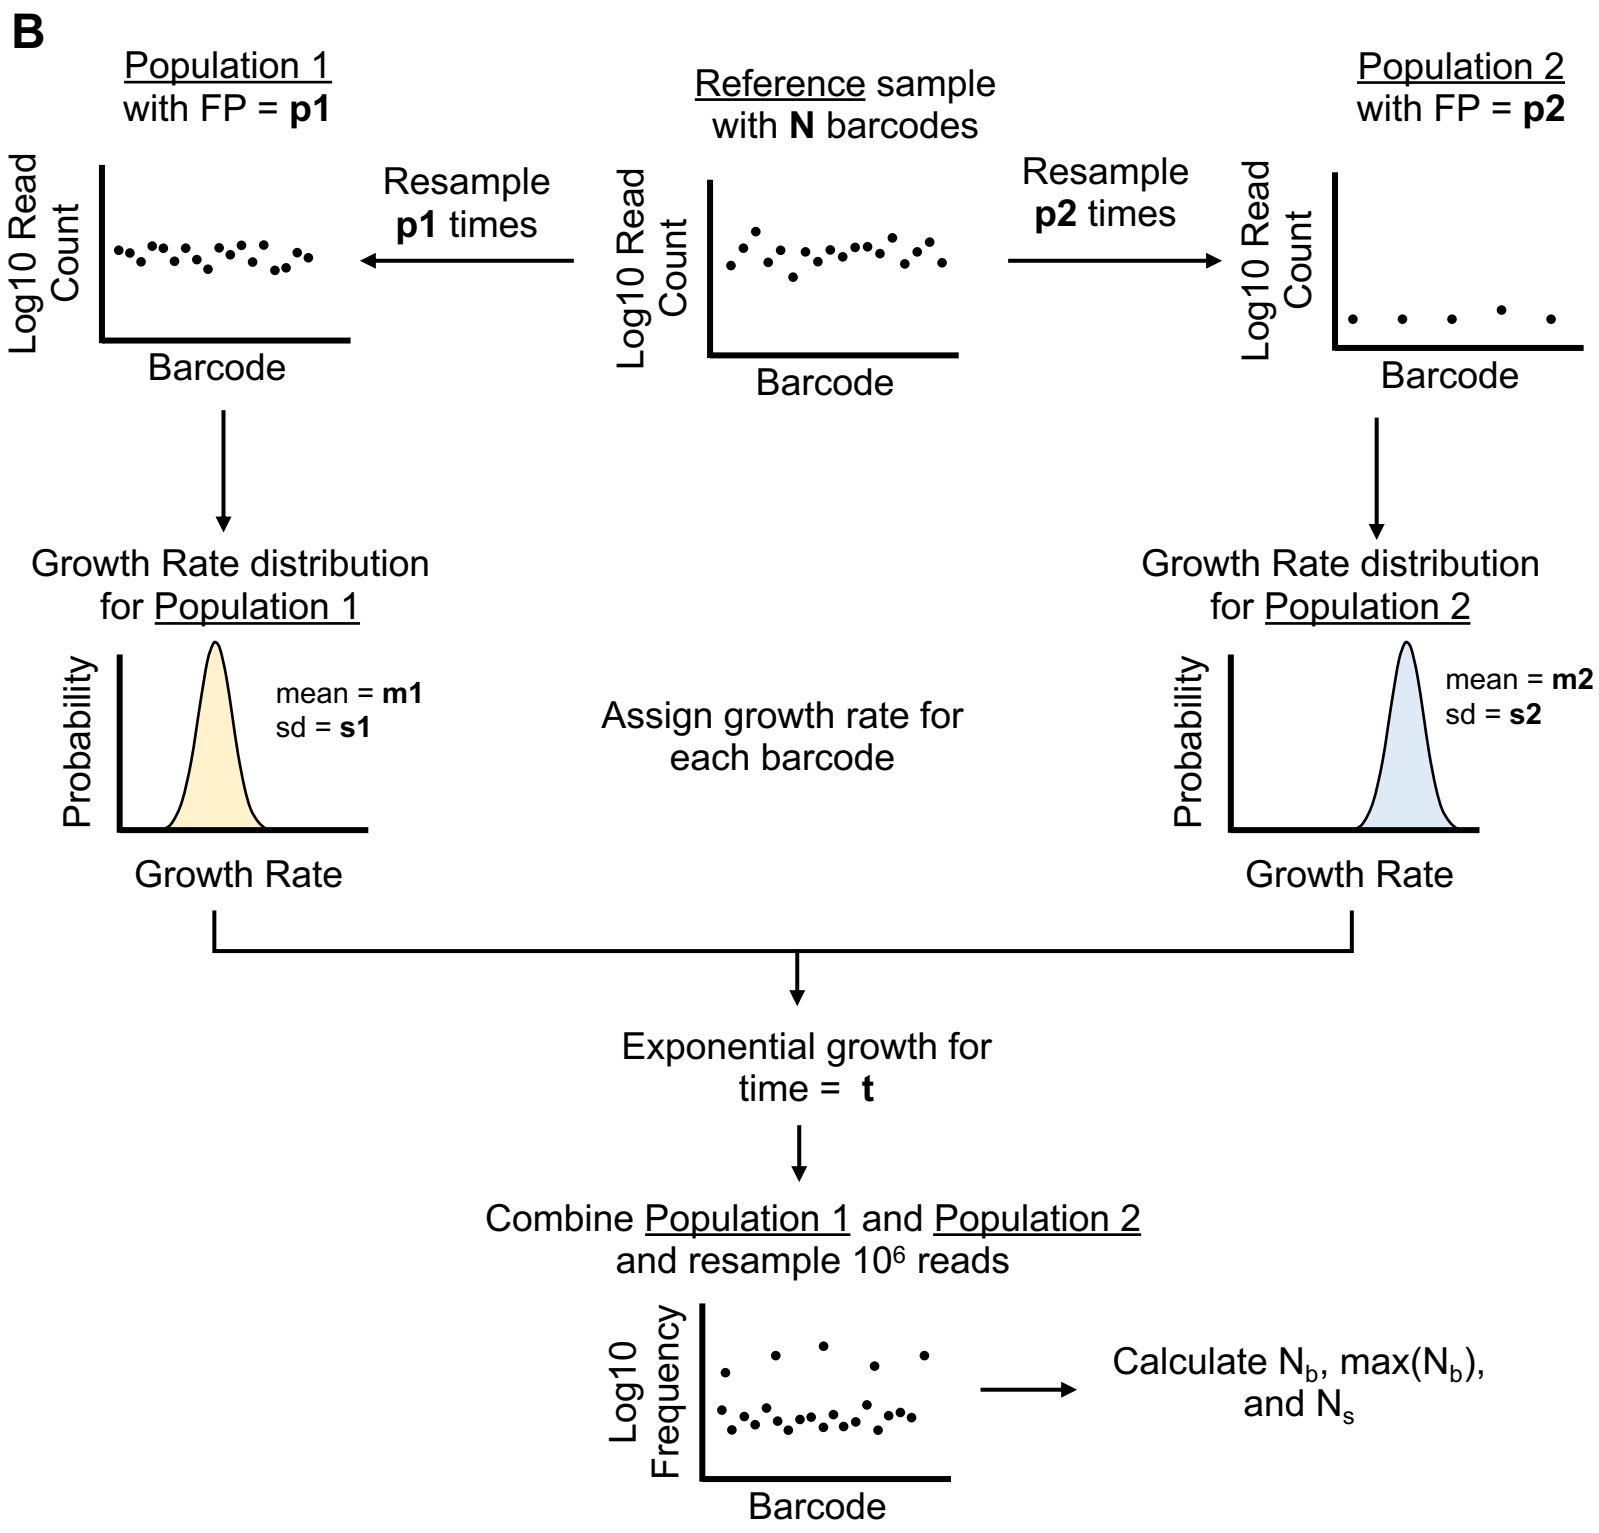 B
Population 1
with FP = p1
Log10 Read
Count
Barcode
Resample
p1 times
Reference sample
with N barcodes
Log10 Read
Count
Barcode
Resample
p2 times
Population 2
with FP = p2
Log10 Read
Count
Barcode
Growth Rate distribution
for Population 1
Probability
mean = m1
sd = s1
Growth Rate
Assign growth rate for
each barcode
Growth Rate distribution
for Population 2
Probability
mean = m2
sd = s2
Growth Rate
Exponential growth for
time = t
Combine Population 1 and Population 2
and resample 10⁶ reads
Log10
Frequency
Barcode
Calculate N_b, max(N_b),
and N_s